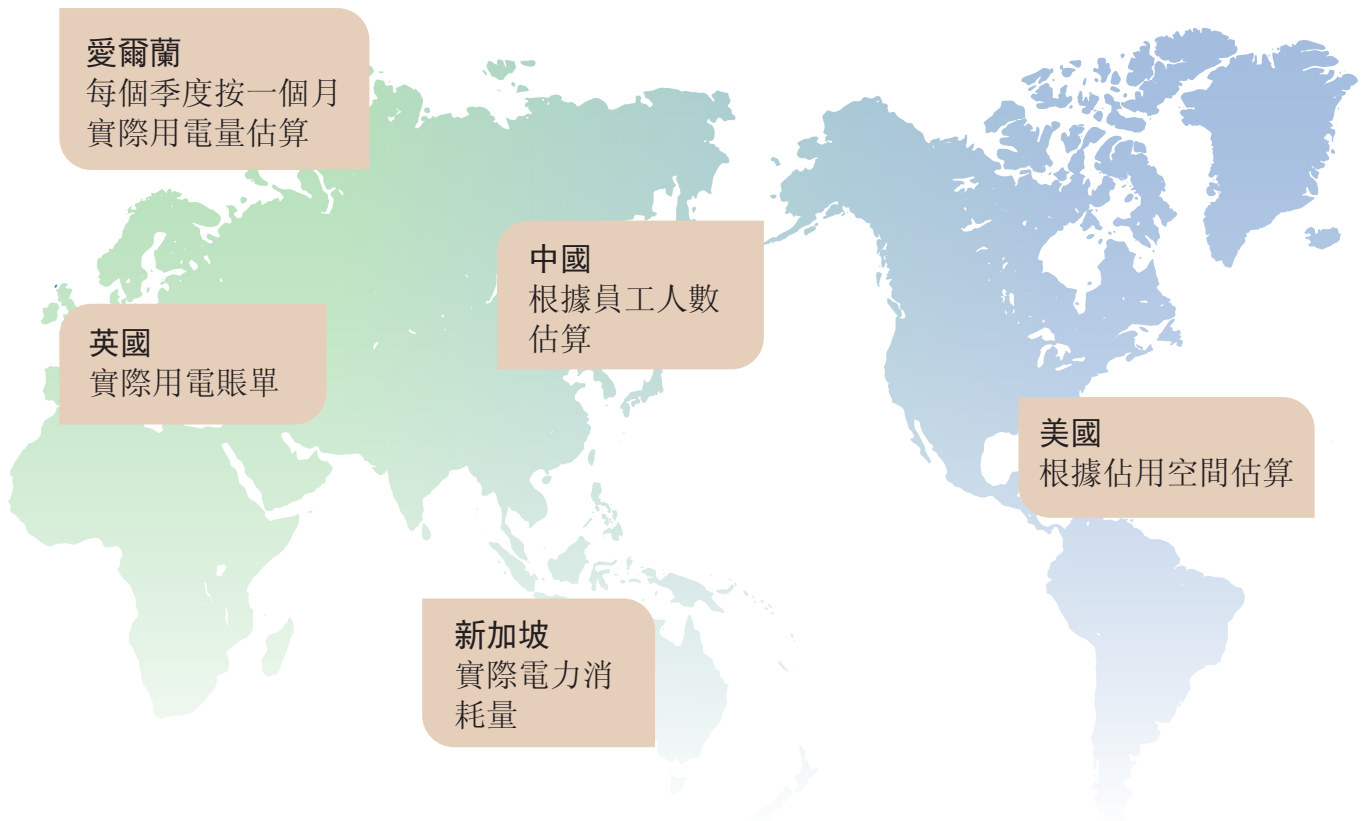 愛爾蘭
每個季度按一個月
實際用電量估算
中國
根據員工人數
估算
英國
實際用電賬單
美國
根據佔用空間估算
新加坡
實際電力消
耗量